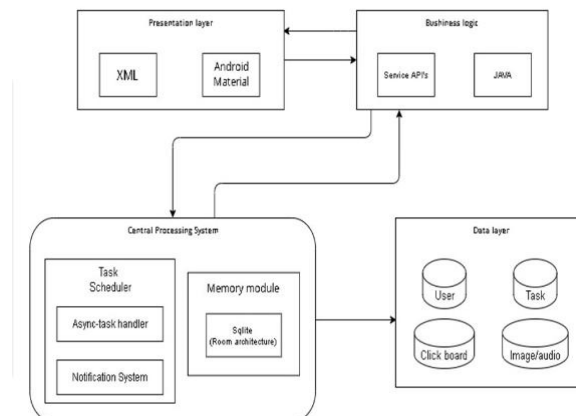 Presentation layer
XML
Android
Material
Bushiness logic
Service API's
JAVA
Central Processing System
Task
Scheduler
Async-task handler
Notification System
Memory module
Sqlite
(Room architecture)
Data layer
User
Task
Click board
Image/audio